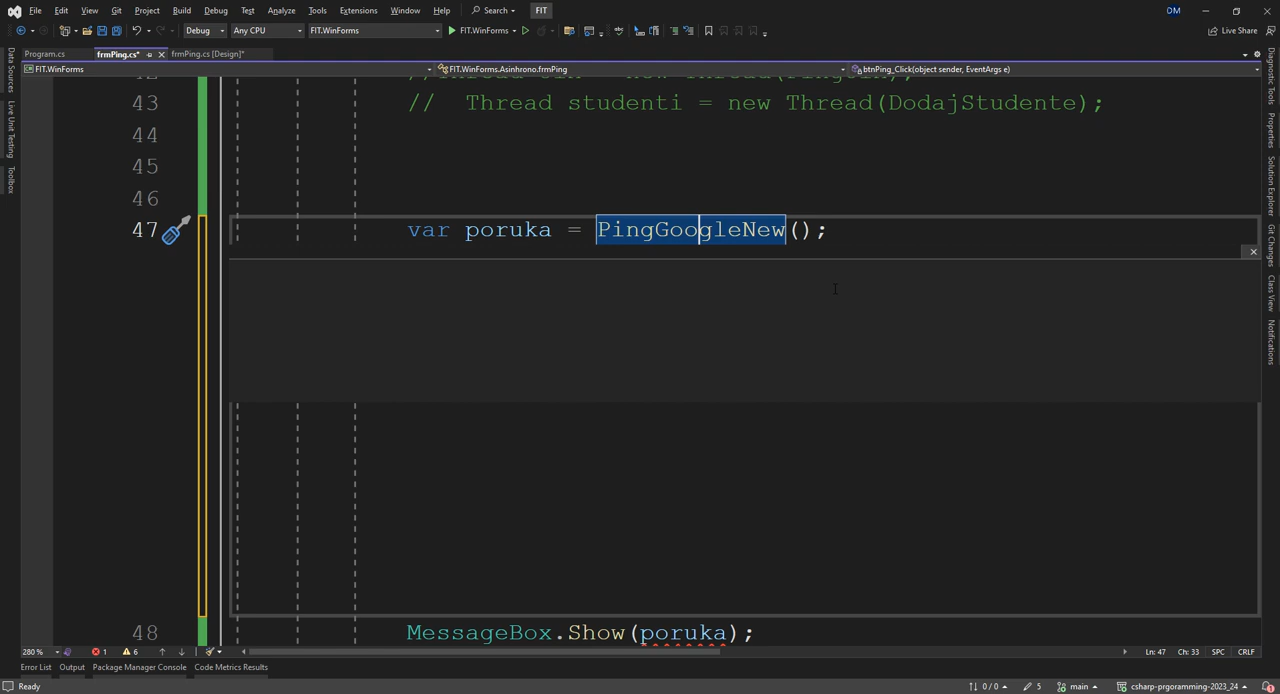 File Edit View Git Project Build Debug Test Analyze Tools Extensions Window Help Search FIT DM
Debug Any CPU FIT.WinForms FIT.WinForms Live Share
Program.cs frmPing.cs* frmPing.cs [Design]*
FIT.WinForms FIT.WinForms.Asinhrono.frmPing btnPing_Click(object sender, EventArgs e)
Data Sources
Live Unit Testing
Toolbox
43 // Thread studenti = new Thread(DodajStudente);
44
45
46
47 var poruka = PingGoogleNew();
48 MessageBox.Show(poruka);
Diagnostic Tools
Properties
Solution Explorer
Git Changes
Class View
Notifications
280 % 1 6 Ln: 47 Ch: 33 SPC CRLF
Error List Output Package Manager Console Code Metrics Results
Ready 0 / 0 5 main csharp-prgoramming-2023_24